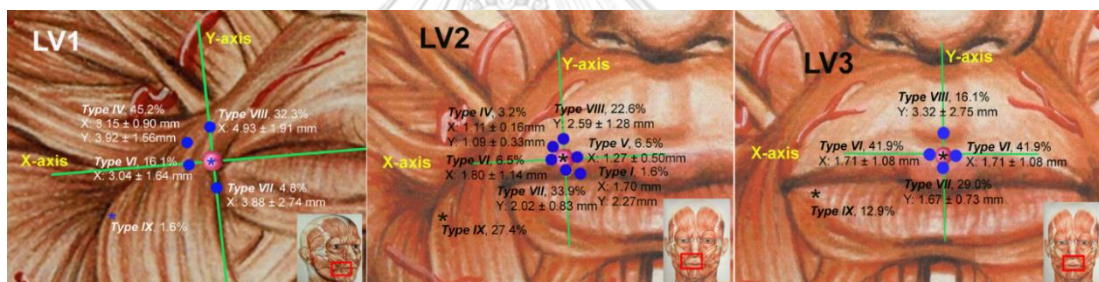 LV1
Y-axis
Type IV, 45.2%
X: 3.15 ± 0.90 mm
Y: 3.92 ± 1.56 mm
Type VIII, 32.3%
X: 4.93 ± 1.91 mm
X-axis
Type VI, 16.1%
X: 3.04 ± 1.64 mm
Type VII, 4.8%
X: 3.88 ± 2.74 mm
*
Type IX, 1.6%
LV2
Y-axis
Type IV, 3.2%
X: 1.11 ± 0.16mm
Y: 1.09 ± 0.33mm
Type VIII, 22.6%
Y: 2.59 ± 1.28 mm
Type V, 6.5%
X: 1.27 ± 0.50mm
X-axis
Type VI, 6.5%
X: 1.80 ± 1.14 mm
Type I, 1.6%
X: 1.70 mm
Y: 2.27mm
Type VII, 33.9%
Y: 2.02 ± 0.83 mm
*
Type IX, 27.4%
LV3
Y-axis
Type VIII, 16.1%
Y: 3.32 ± 2.75 mm
X-axis
Type VI, 41.9%
X: 1.71 ± 1.08 mm
Type VI, 41.9%
X: 1.71 ± 1.08 mm
Type VII, 29.0%
Y: 1.67 ± 0.73 mm
*
Type IX, 12.9%